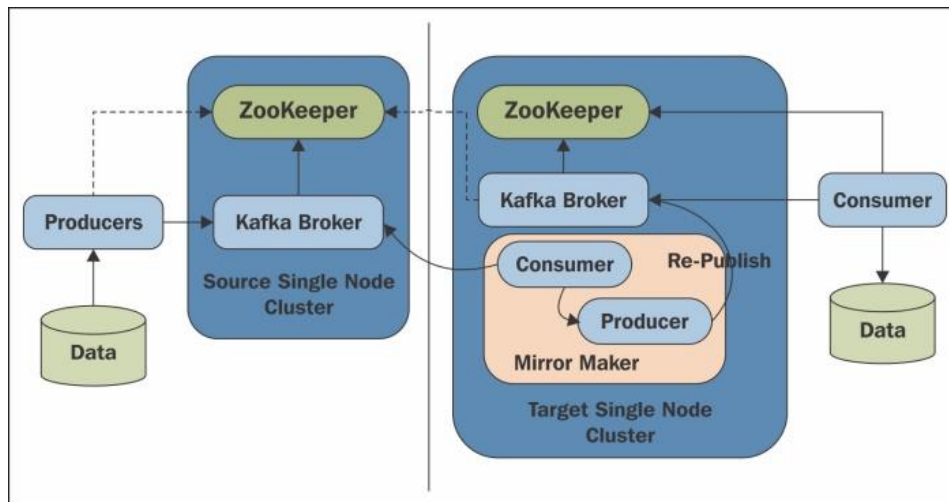 ZooKeeper
Producers
Kafka Broker
Source Single Node
Cluster
Data
ZooKeeper
Kafka Broker
Consumer
Re-Publish
Producer
Mirror Maker
Target Single Node
Cluster
Consumer
Data